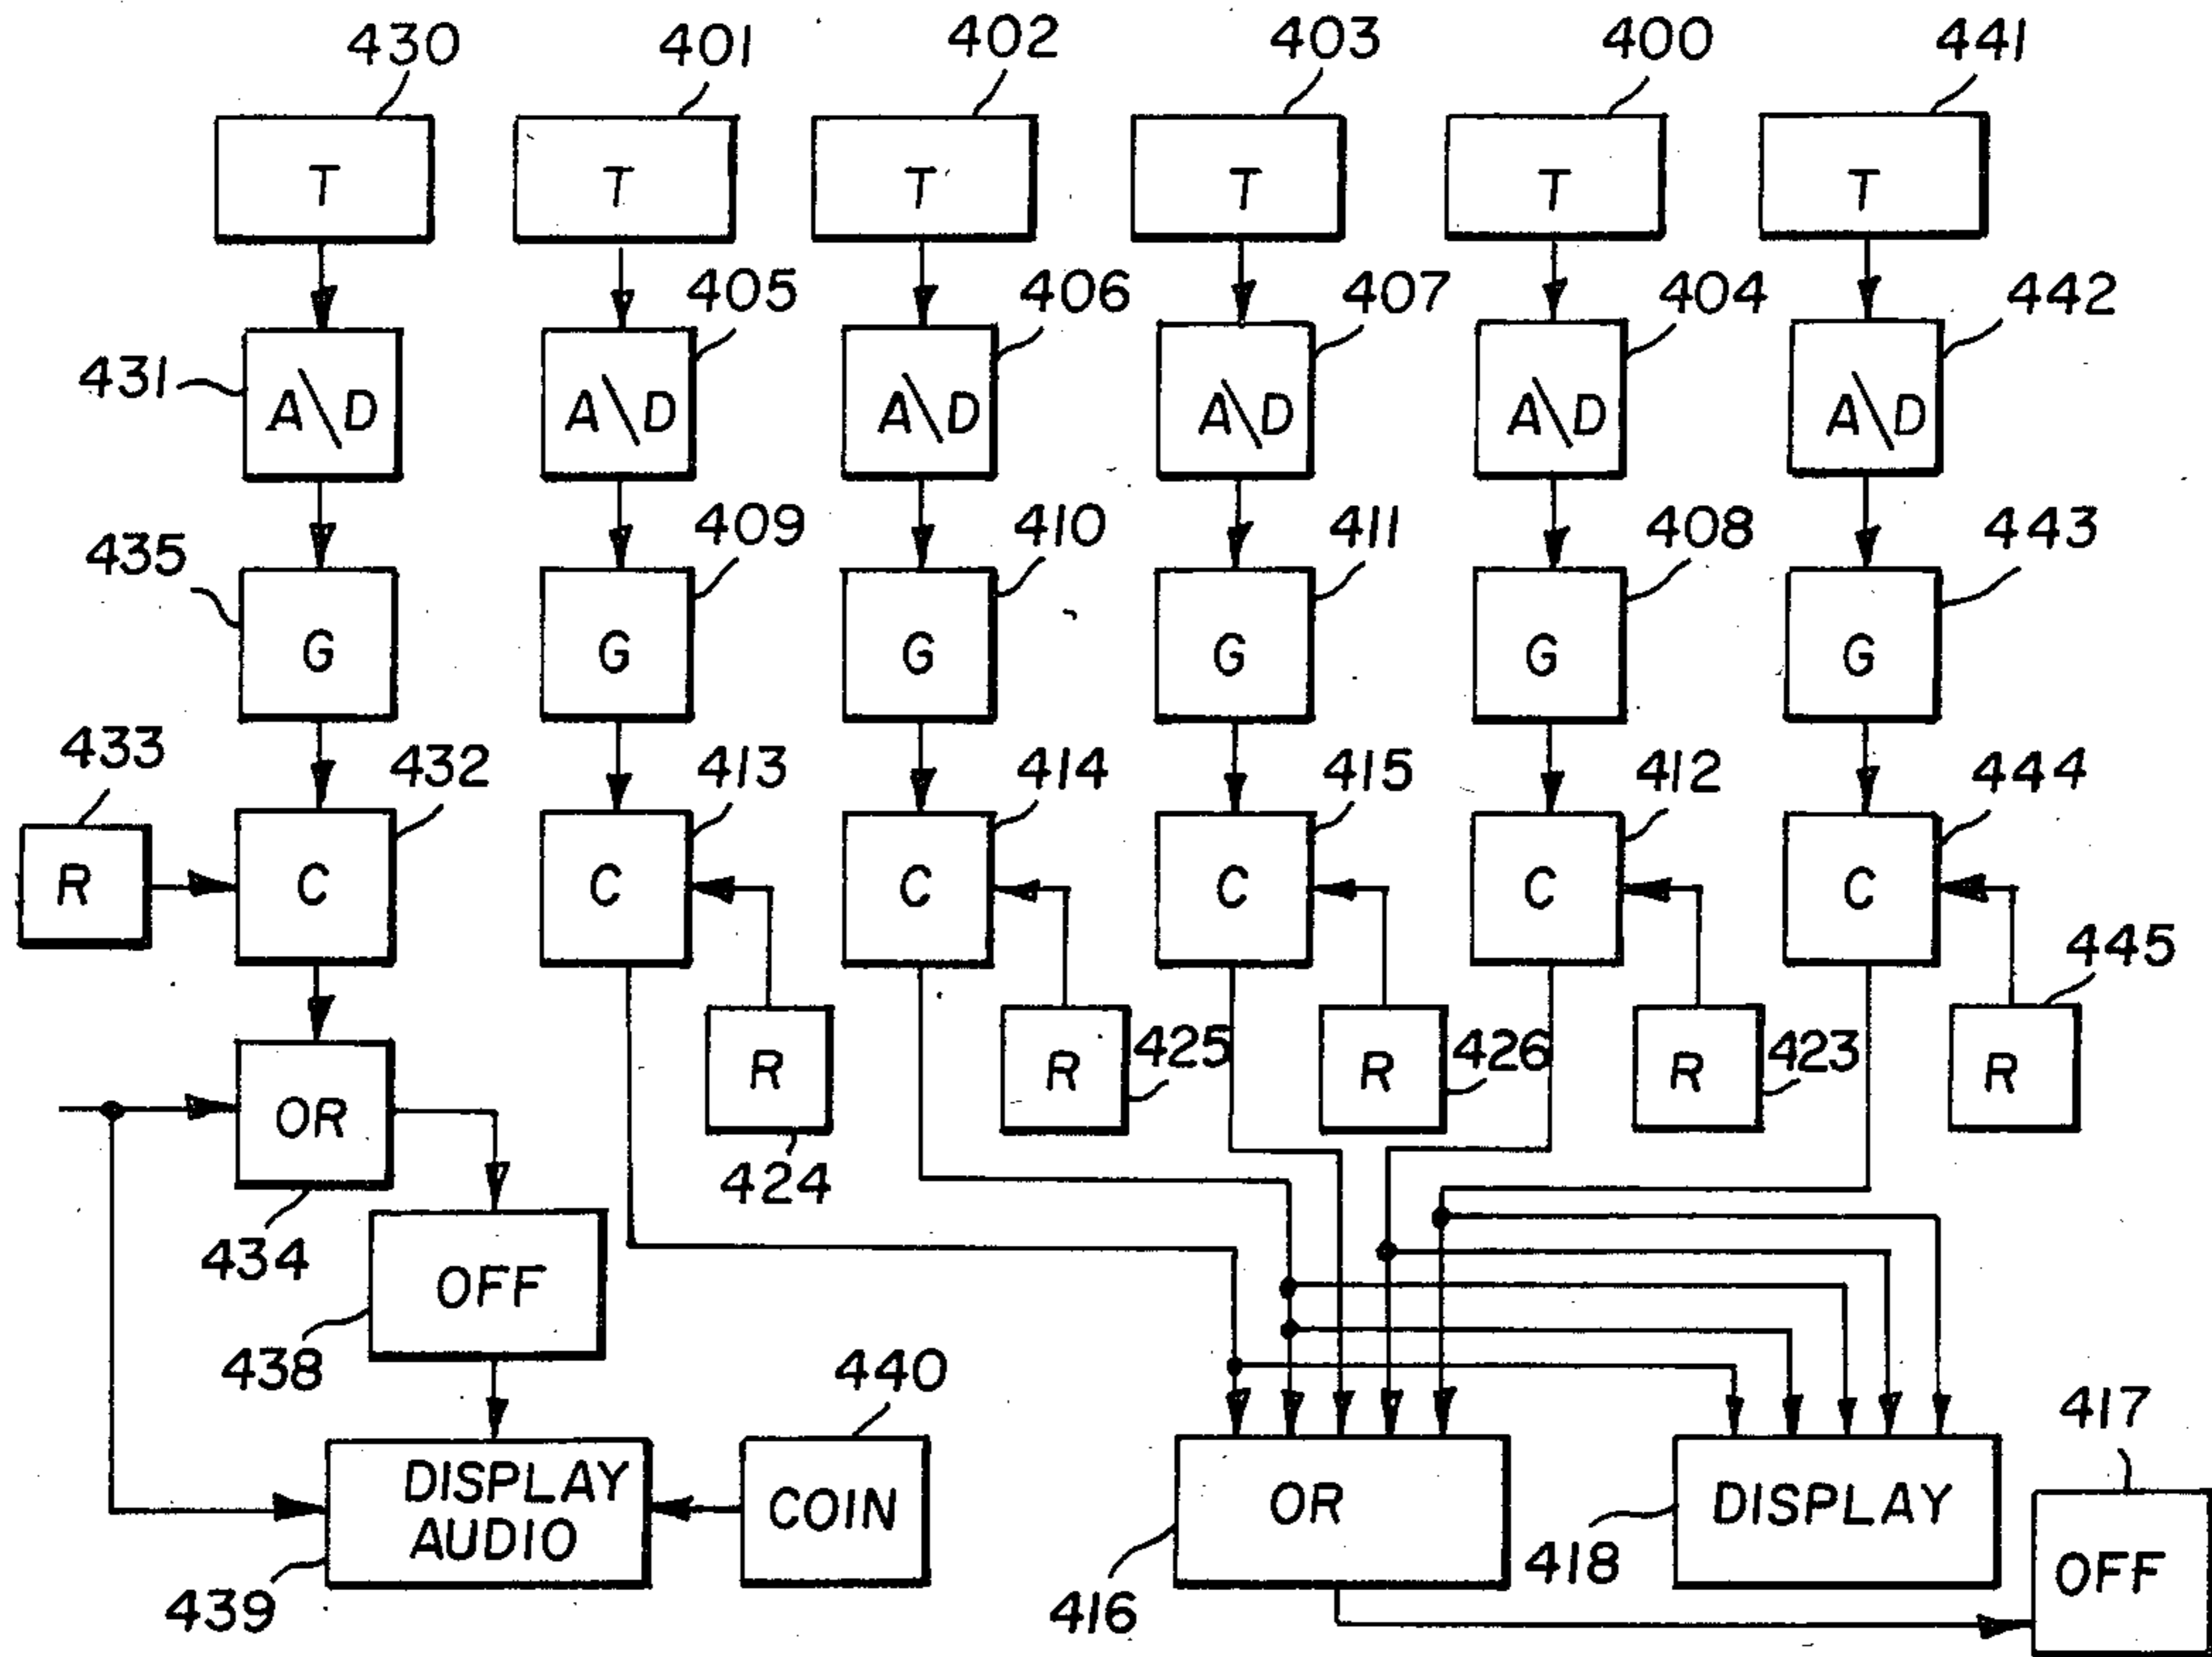 430 401 402 403 400 441
T T T T T T
405 406 407 404 442
431 A\D A\D A\D A\D A\D A\D
435 409 410 411 408 443
G G G G G G
433 432 413 414 415 412 444
R C C C C C C
445
R 425 R 426 R 423 R R
OR
424
434
OFF
438 440 417
DISPLAY AUDIO COIN OR DISPLAY OFF
439 416 418